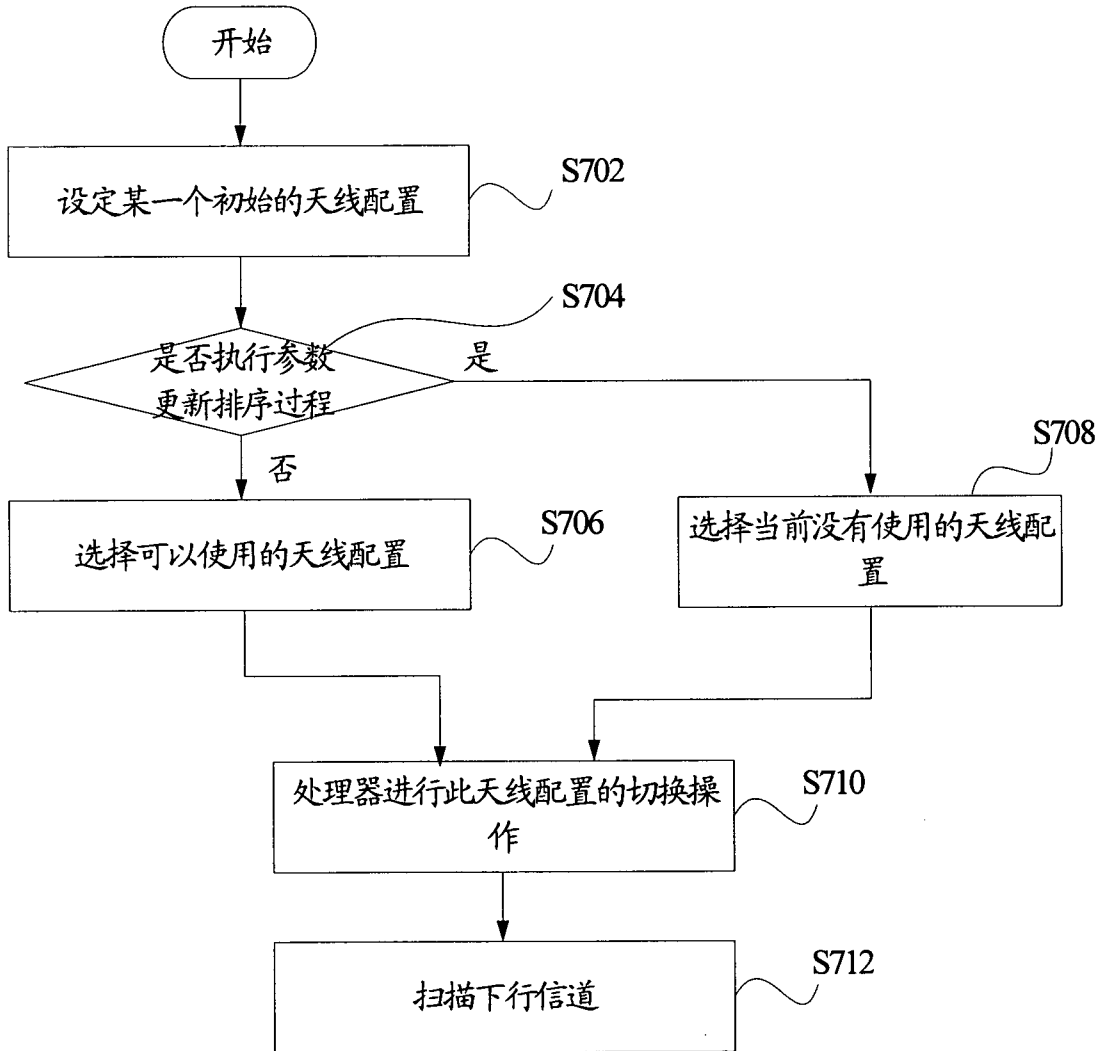 开始
设定某一个初始的天线配置
S702
S704
是否执行参数
更新排序过程
是
否
选择可以使用的天线配置
S706
S708
选择当前没有使用的天线配
置
处理器进行此天线配置的切换操
作
S710
扫描下行信道
S712